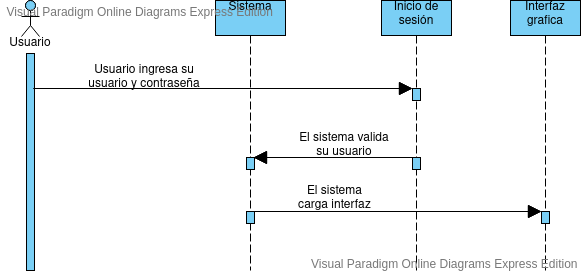 Visual Paradigm Online Diagrams Express Edition
Sistema
Inicio de
sesión
Interfaz
grafica
Usuario
Usuario ingresa su
usuario y contraseña
El sistema valida
su usuario
El sistema
carga interfaz
Visual Paradigm Online Diagrams Express Edition